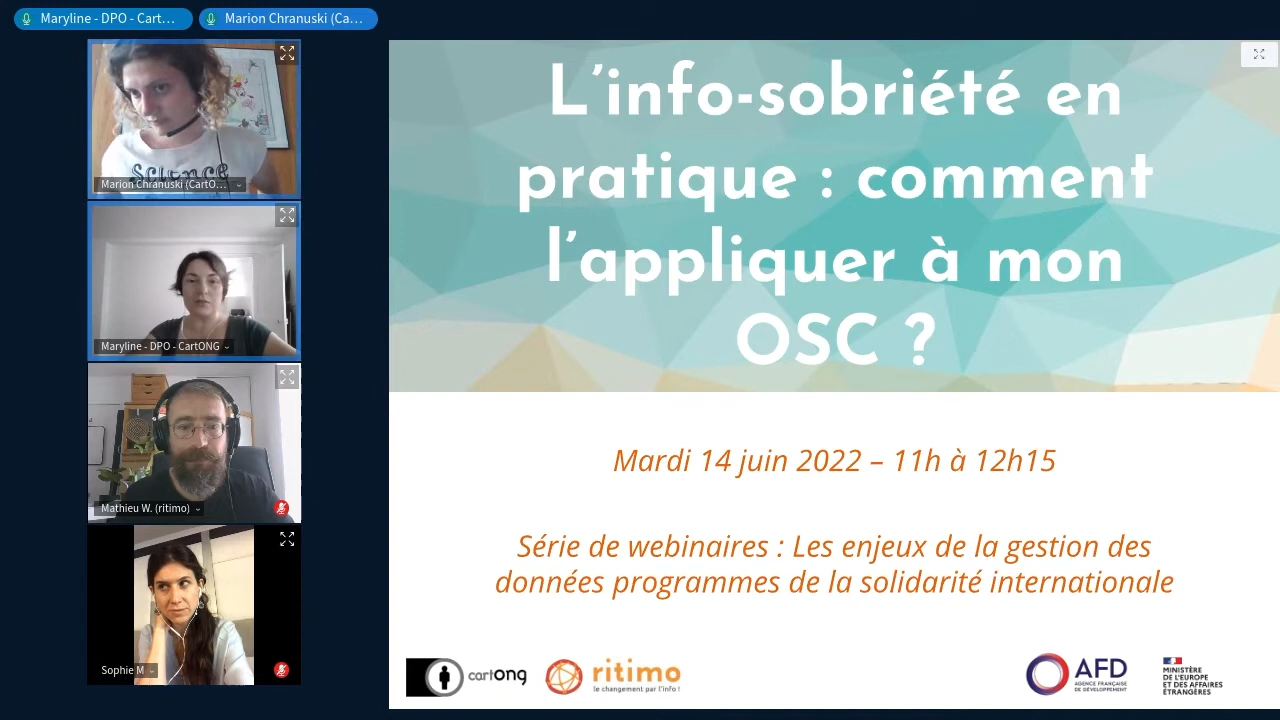 Maryline - DPO - Cart...
Marion Chranuski (Ca...
L'info-sobriété en
pratique : comment
l'appliquer à mon
OSC ?
Science
Marion Chranuski (CartO...
Maryline - DPO - CartONG
Mathieu W. (ritimo)
Sophie M
Mardi 14 juin 2022 – 11h à 12h15
Série de webinaires : Les enjeux de la gestion des
données programmes de la solidarité internationale
cartONG
ritimo
le changement par l'info !
AFD
AGENCE FRANÇAISE
DE DÉVELOPPEMENT
MINISTÈRE
DE L'EUROPE
ET DES AFFAIRES
ÉTRANGÈRES